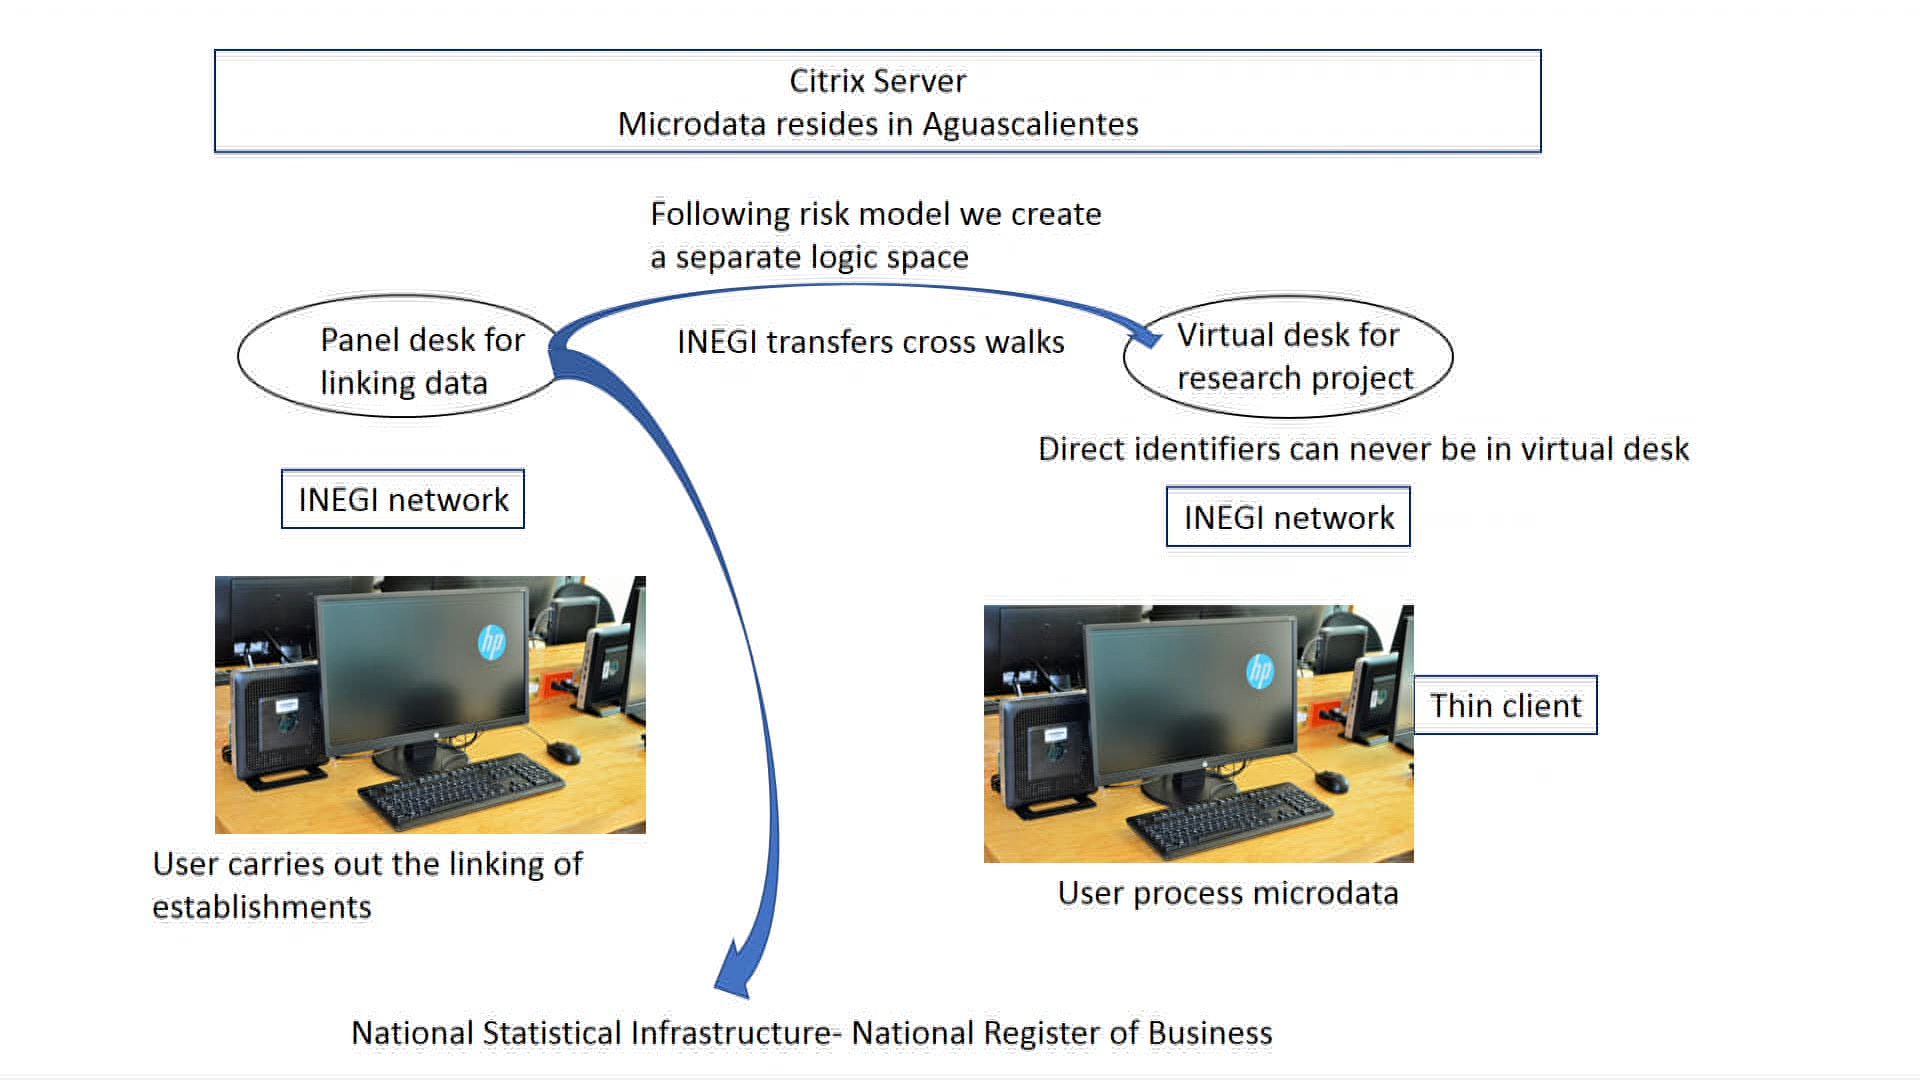 Citrix Server
Microdata resides in Aguascalientes
Following risk model we create
a separate logic space
Panel desk for
linking data
INEGI transfers cross walks
Virtual desk for
research project
Direct identifiers can never be in virtual desk
INEGI network
INEGI network
hp
hp
Thin client
User carries out the linking of
establishments
User process microdata
National Statistical Infrastructure- National Register of Business